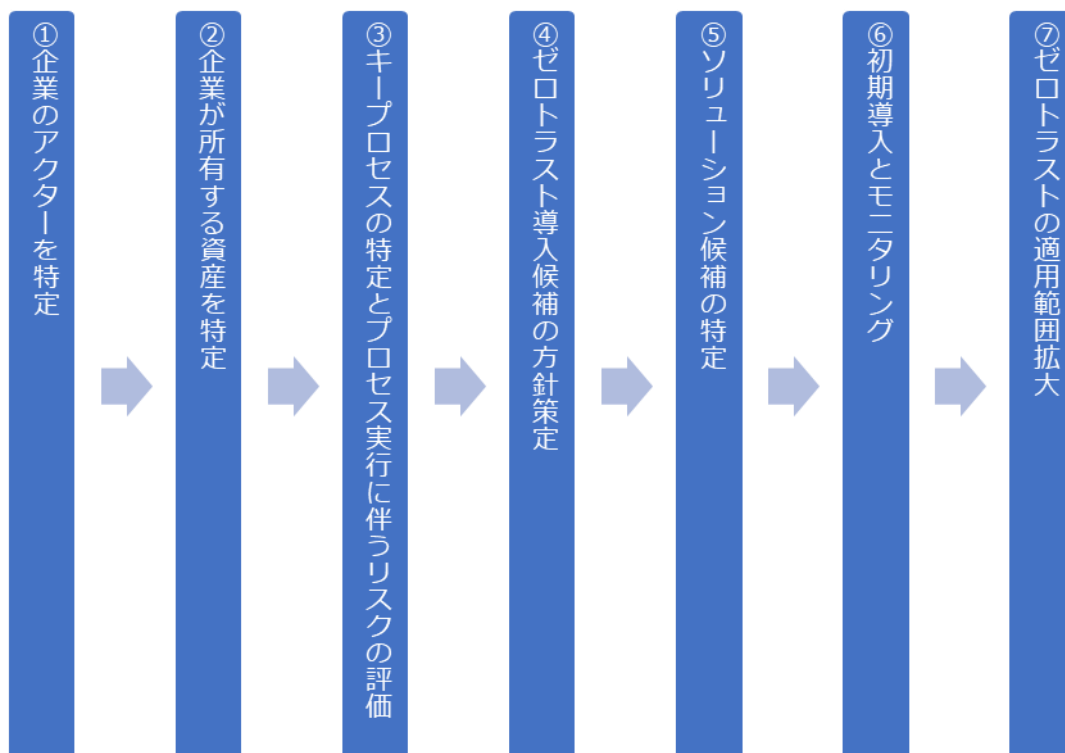 ①企業のアクターを特定
②企業が所有する資産を特定
③キープロセスの特定とプロセス実行に伴うリスクの評価
④ゼロトラスト導入候補の方針策定
⑤ソリューション候補の特定
⑥初期導入とモニタリング
⑦ゼロトラストの適用範囲拡大